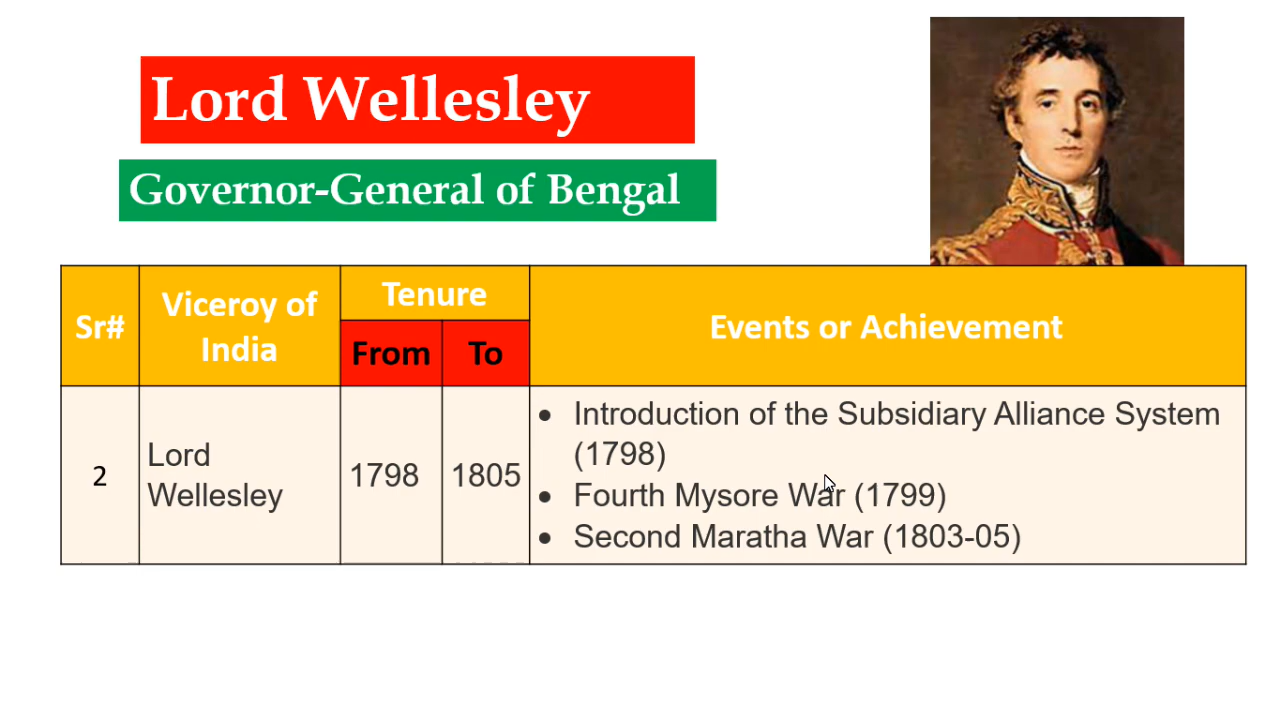 Lord Wellesley
Governor-General of Bengal
Sr#
Viceroy of
India
Tenure
From
To
Events or Achievement
2
Lord
Wellesley
1798
1805
• Introduction of the Subsidiary Alliance System
(1798)
• Fourth Mysore War (1799)
• Second Maratha War (1803-05)